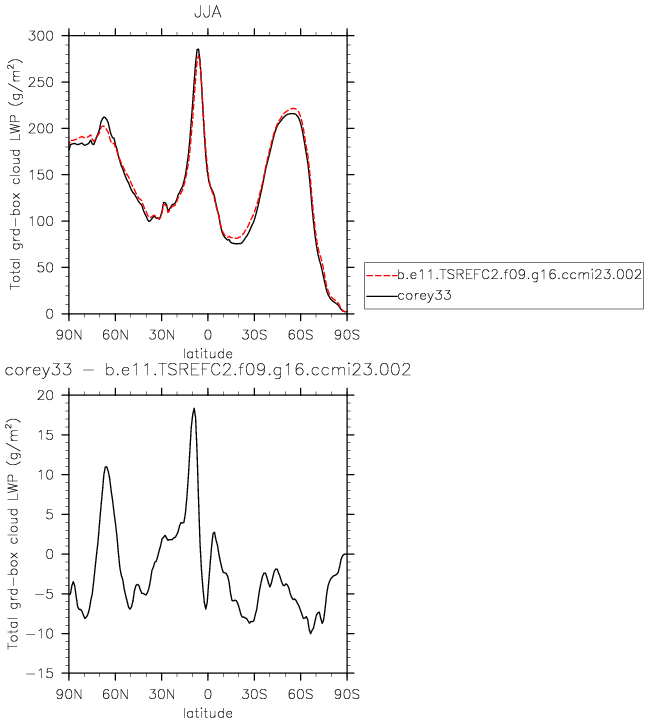 JJA
Total grd-box cloud LWP (g/m²)
300
250
200
150
100
50
0
90N 60N 30N 0 30S 60S 90S
latitude
b.e11.TSREFC2.f09.g16.ccmi23.002
corey33
corey33 - b.e11.TSREFC2.f09.g16.ccmi23.002
Total grd-box cloud LWP (g/m²)
20
15
10
5
0
-5
-10
-15
90N 60N 30N 0 30S 60S 90S
latitude